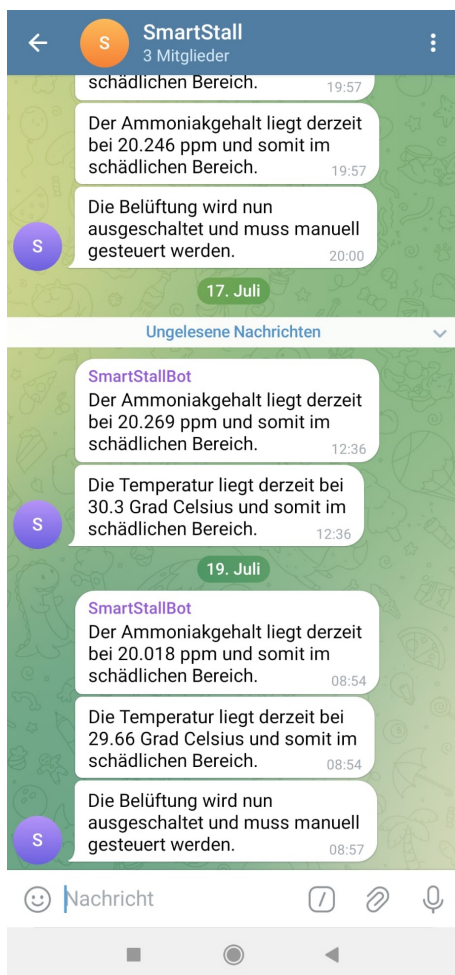 S
SmartStall
3 Mitglieder
schädlichen Bereich. 19:57
Der Ammoniakgehalt liegt derzeit
bei 20.246 ppm und somit im
schädlichen Bereich. 19:57
Die Belüftung wird nun
ausgeschaltet und muss manuell
gesteuert werden. 20:00
S
17. Juli
Ungelesene Nachrichten
SmartStallBot
Der Ammoniakgehalt liegt derzeit
bei 20.269 ppm und somit im
schädlichen Bereich. 12:36
Die Temperatur liegt derzeit bei
30.3 Grad Celsius und somit im
schädlichen Bereich. 12:36
S
19. Juli
SmartStallBot
Der Ammoniakgehalt liegt derzeit
bei 20.018 ppm und somit im
schädlichen Bereich. 08:54
Die Temperatur liegt derzeit bei
29.66 Grad Celsius und somit im
schädlichen Bereich. 08:54
Die Belüftung wird nun
ausgeschaltet und muss manuell
gesteuert werden. 08:57
S
Nachricht